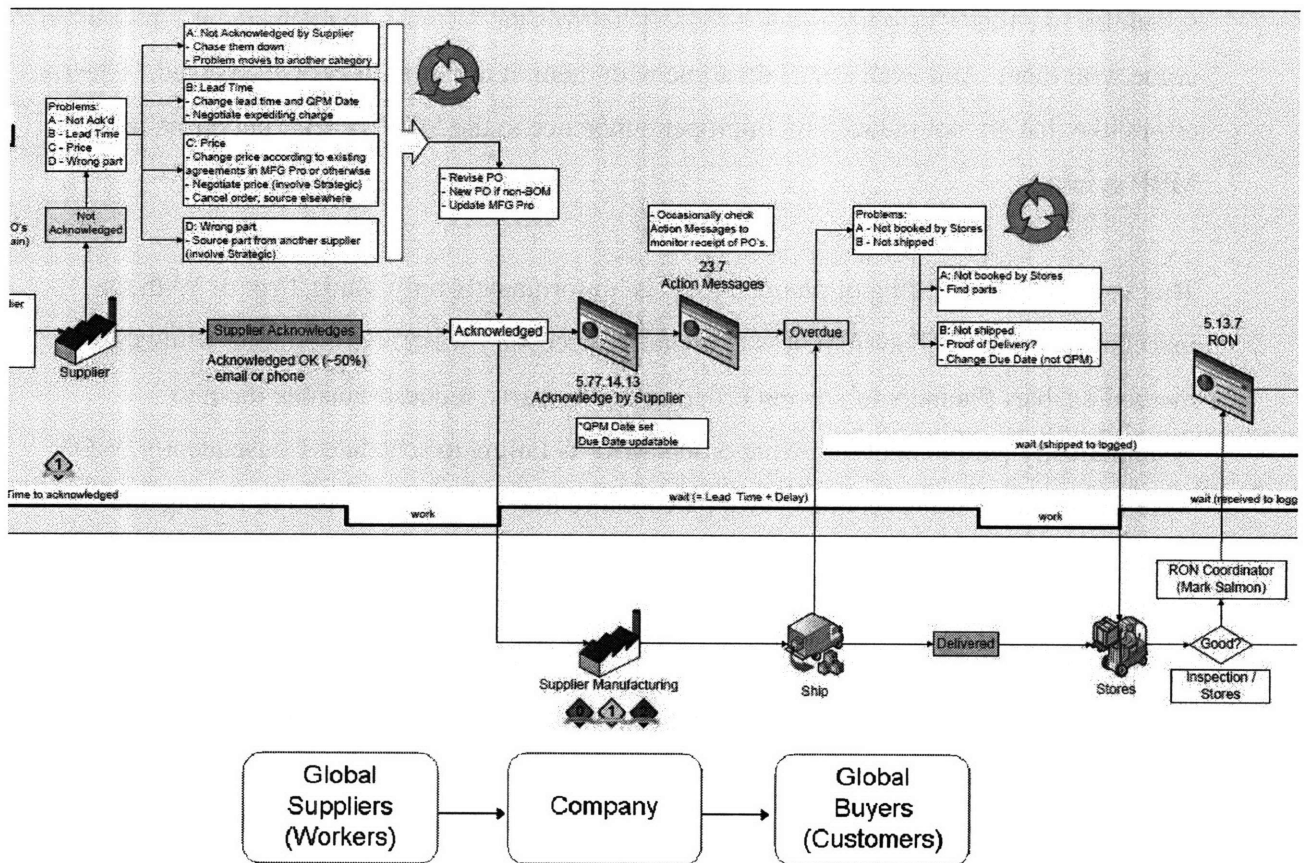 A: Not Acknowledged by Supplier
- Chase them down
- Problem moves to another category
B: Lead Time
- Change lead time and QPM Date
- Negotiate expediting charge
Problems:
A - Not Ack'd
B - Lead Time
C - Price
D - Wrong part
C: Price
- Change price according to existing
agreements in MFG Pro or otherwise
- Negotiate price (involve Strategic)
- Cancel order, source elsewhere
D: Wrong part
- Source part from another supplier
(involve Strategic)
Not
Acknowledged
O's
ain)
lier
- Revise PO
- New PO if non-BOM
- Update MFG Pro
- Occasionally check
Action Messages to
monitor receipt of PO's.
23.7
Action Messages
Problems:
A - Not booked by Stores
B - Not shipped
A: Not booked by Stores
- Find parts
B: Not shipped
- Proof of Delivery?
- Change Due Date (not QPM)
5.13.7
RON
Supplier
Supplier Acknowledges
Acknowledged OK (~50%)
- email or phone
Acknowledged
5.77.14.13
Acknowledge by Supplier
*QPM Date set
Due Date updatable
Overdue
wait (shipped to logged)
1
Time to acknowledged
work
wait (= Lead Time + Delay)
work
wait (received to logg
RON Coordinator
(Mark Salmon)
Supplier Manufacturing
1
Ship
Delivered
Stores
Good?
Inspection /
Stores
Global
Suppliers
(Workers)
Company
Global
Buyers
(Customers)